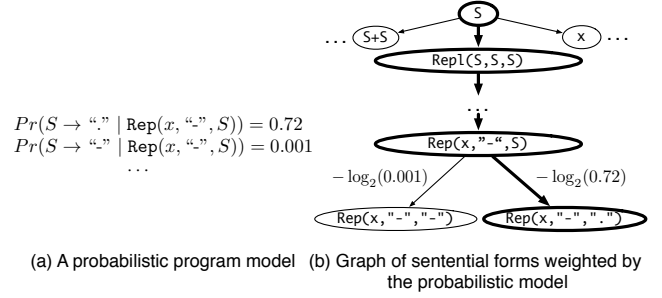 S
... S+S
x ...
Repl(S,S,S)
...
Pr(S → “.” | Rep(x, “-”, S)) = 0.72
Pr(S → “-” | Rep(x, “-”, S)) = 0.001
...
Rep(x,"-“,S)
− log₂(0.001)
− log₂(0.72)
Rep(x,"-","-")
Rep(x,"-",".")
(a) A probabilistic program model
(b) Graph of sentential forms weighted by
the probabilistic model